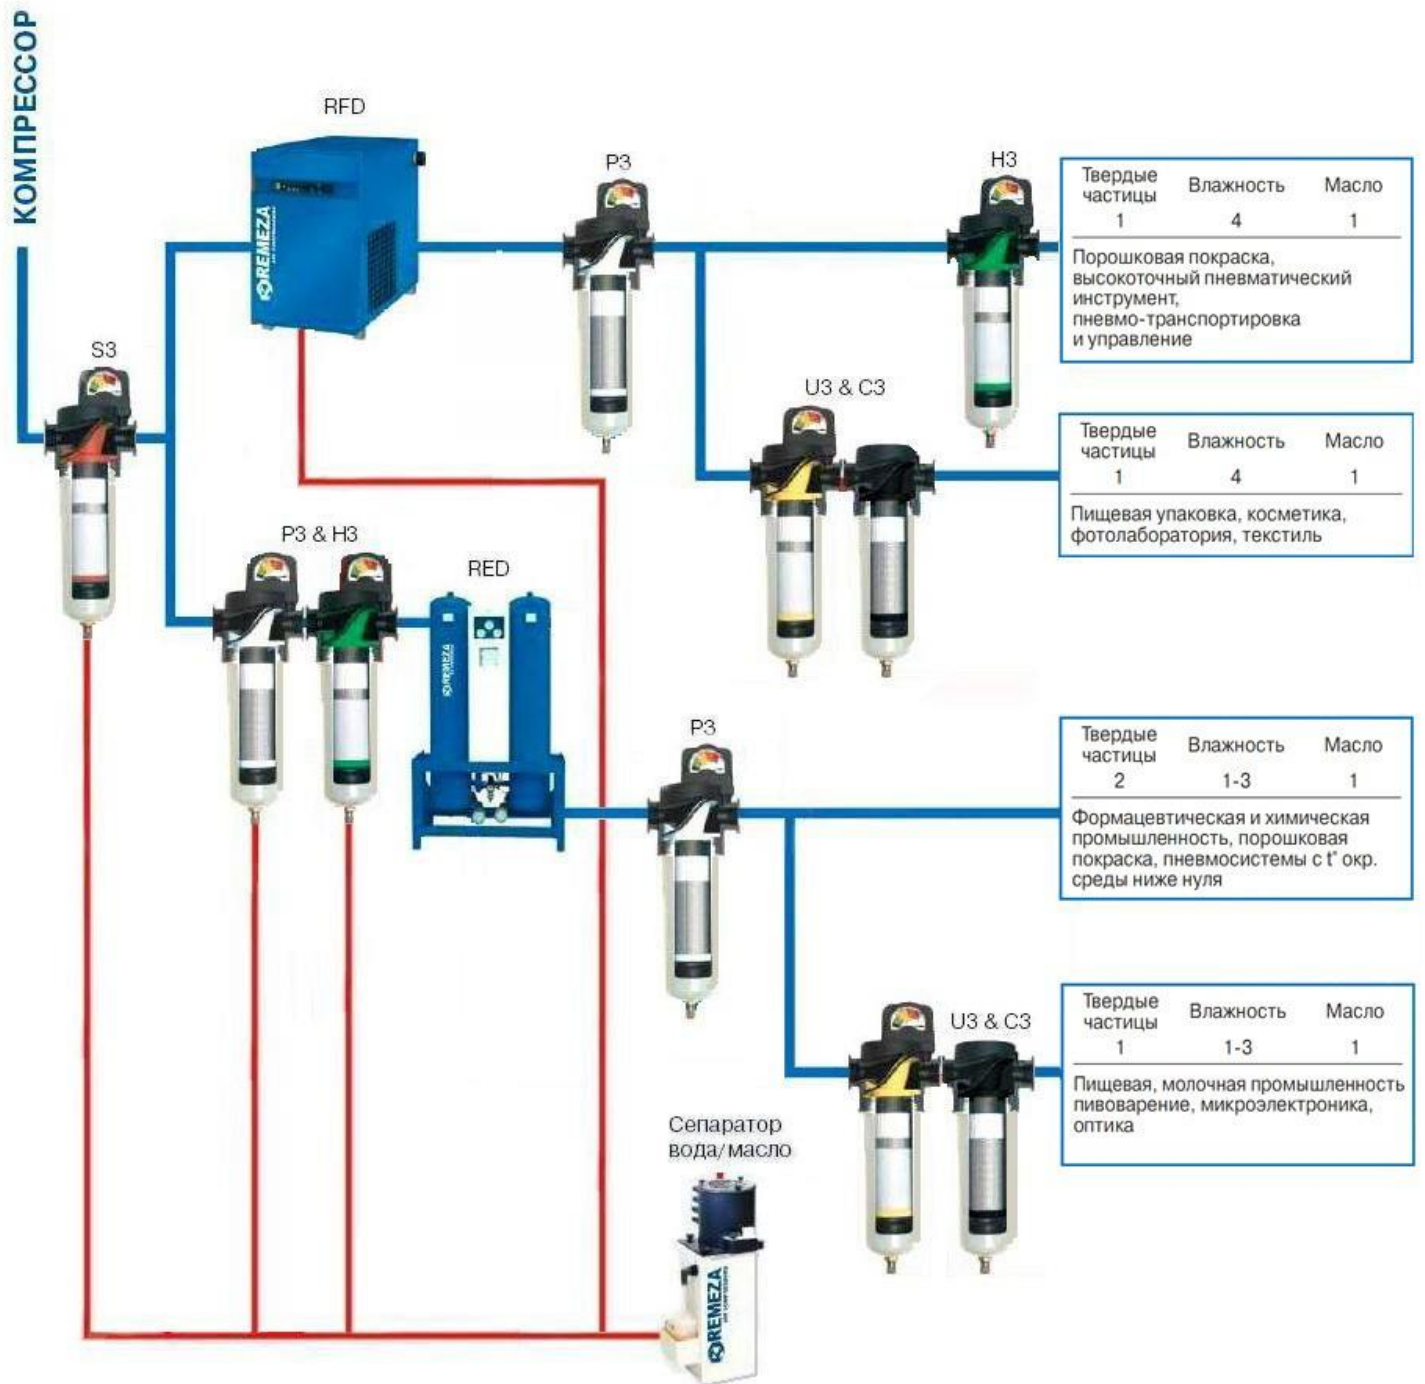 КОМПРЕССОР
RFD
REMEZA
P3
H3
Твердые частицы Влажность Масло
1 4 1
Порошковая покраска,
высокоточный пневматический
инструмент,
пневмо-транспортировка
и управление
S3
U3 & C3
Твердые частицы Влажность Масло
1 4 1
Пищевая упаковка, косметика,
фотолаборатория, текстиль
P3 & H3
RED
REMEZA
P3
Твердые частицы Влажность Масло
2 1-3 1
Формацевтическая и химическая
промышленность, порошковая
покраска, пневмосистемы с t° окр.
среды ниже нуля
U3 & C3
Твердые частицы Влажность Масло
1 1-3 1
Пищевая, молочная промышленность
пивоварение, микроэлектроника,
оптика
Сепаратор
вода/масло
REMEZA